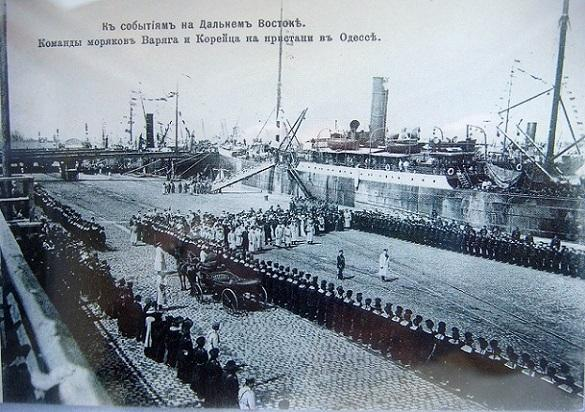 Къ событіямъ на Дальнемъ Востокѣ.
Команды моряковъ Варяга и Корейца на пристани въ Одессѣ.